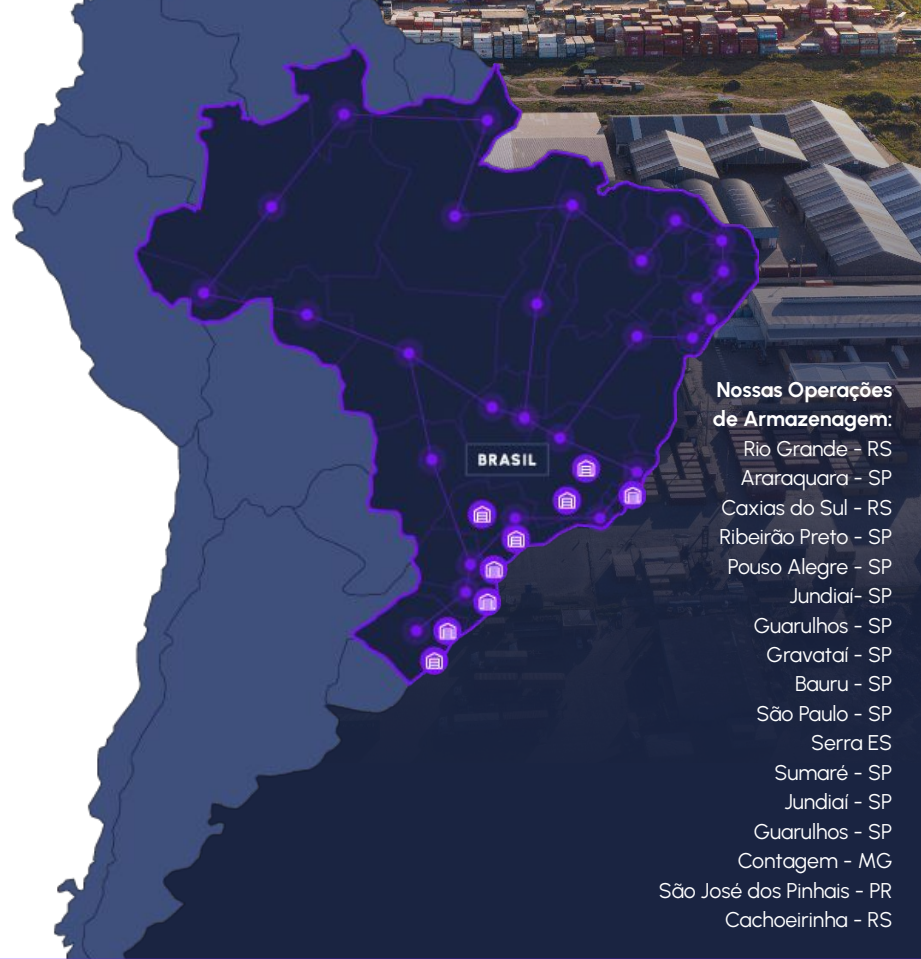 BRASIL
Nossas Operações
de Armazenagem:
Rio Grande - RS
Araraquara - SP
Caxias do Sul - RS
Ribeirão Preto - SP
Pouso Alegre - SP
Jundiaí- SP
Guarulhos - SP
Gravataí - SP
Bauru - SP
São Paulo - SP
Serra ES
Sumaré - SP
Jundiaí - SP
Guarulhos - SP
Contagem - MG
São José dos Pinhais - PR
Cachoeirinha - RS